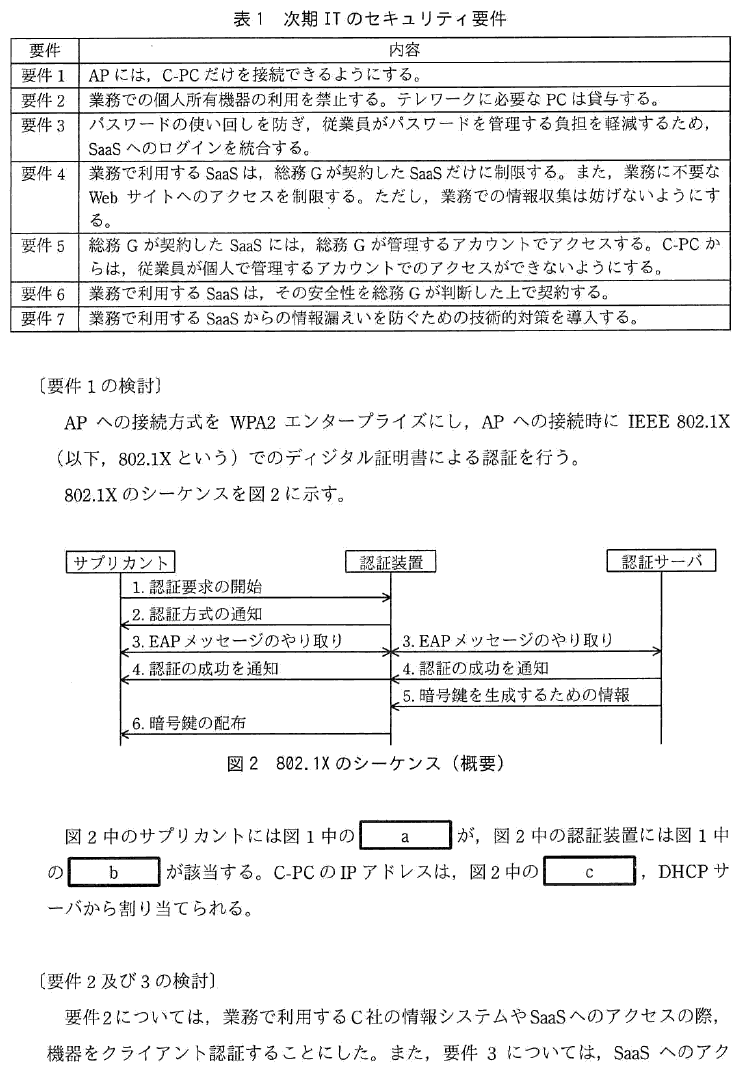 表1 次期ITのセキュリティ要件
要件 内容
要件1 APには，C-PCだけを接続できるようにする。
要件2 業務での個人所有機器の利用を禁止する。テレワークに必要なPCは貸与する。
要件3 パスワードの使い回しを防ぎ，従業員がパスワードを管理する負担を軽減するため，
SaaSへのログインを統合する。
要件4 業務で利用するSaaSは，総務Gが契約したSaaSだけに制限する。また，業務に不要な
Webサイトへのアクセスを制限する。ただし，業務での情報収集は妨げないようにす
る。
要件5 総務Gが契約したSaaSには，総務Gが管理するアカウントでアクセスする。C-PCか
らは，従業員が個人で管理するアカウントでのアクセスができないようにする。
要件6 業務で利用するSaaSは，その安全性を総務Gが判断した上で契約する。
要件7 業務で利用するSaaSからの情報漏えいを防ぐための技術的対策を導入する。
〔要件1の検討〕
APへの接続方式をWPA2エンタープライズにし，APへの接続時にIEEE 802.1X
（以下，802.1Xという）でのディジタル証明書による認証を行う。
802.1Xのシーケンスを図2に示す。
サプリカント 認証装置 認証サーバ
1. 認証要求の開始
2. 認証方式の通知
3. EAPメッセージのやり取り 3. EAPメッセージのやり取り
4. 認証の成功を通知 4. 認証の成功を通知
5. 暗号鍵を生成するための情報
6. 暗号鍵の配布
図2 802.1Xのシーケンス（概要）
図2中のサプリカントには図1中の a が，図2中の認証装置には図1中
の b が該当する。C-PCのIPアドレスは，図2中の c ，DHCPサ
ーバから割り当てられる。
〔要件2及び3の検討〕
要件2については，業務で利用するC社の情報システムやSaaSへのアクセスの際，
機器をクライアント認証することにした。また，要件3については，SaaSへのアク